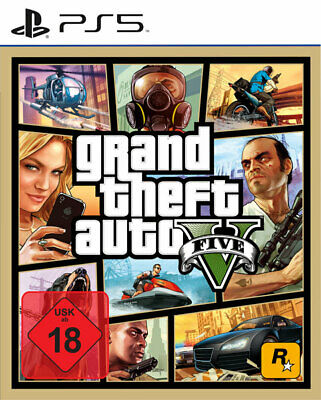 PS5
grand
theft
auto
V
FIVE
USK
ab
18
R